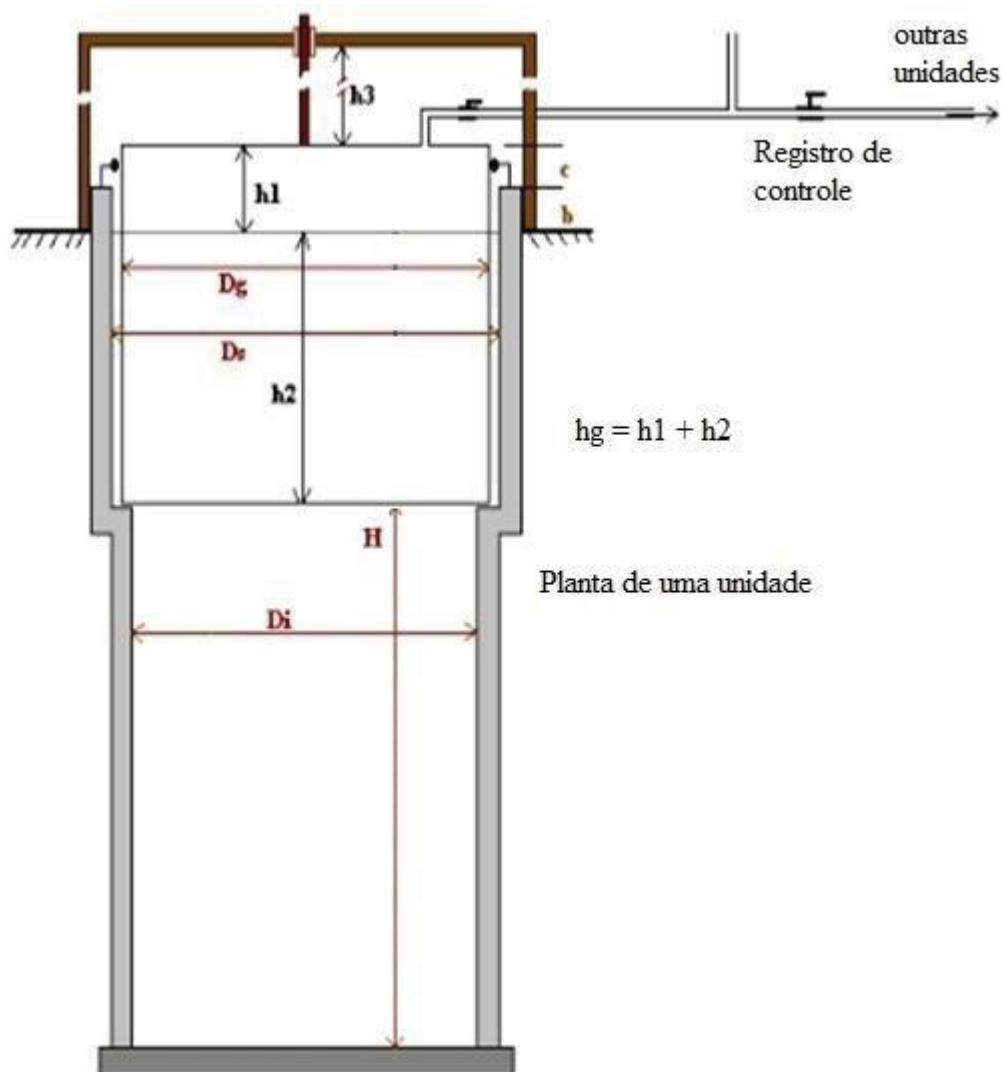 outras
unidades
h3
Registro de
controle
c
h1
b
Dg
Ds
h2
hg = h1 + h2
H
Planta de uma unidade
Di